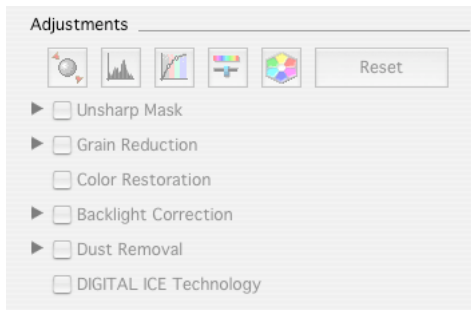 Adjustments
Reset
Unsharp Mask
Grain Reduction
Color Restoration
Backlight Correction
Dust Removal
DIGITAL ICE Technology